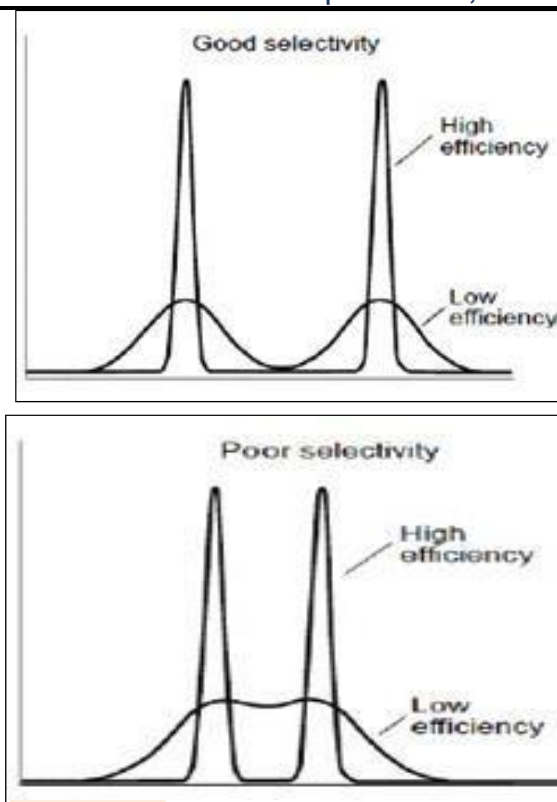 Good selectivity
High
efficiency
Low
efficiency
Poor selectivity
High
efficiency
Low
efficiency